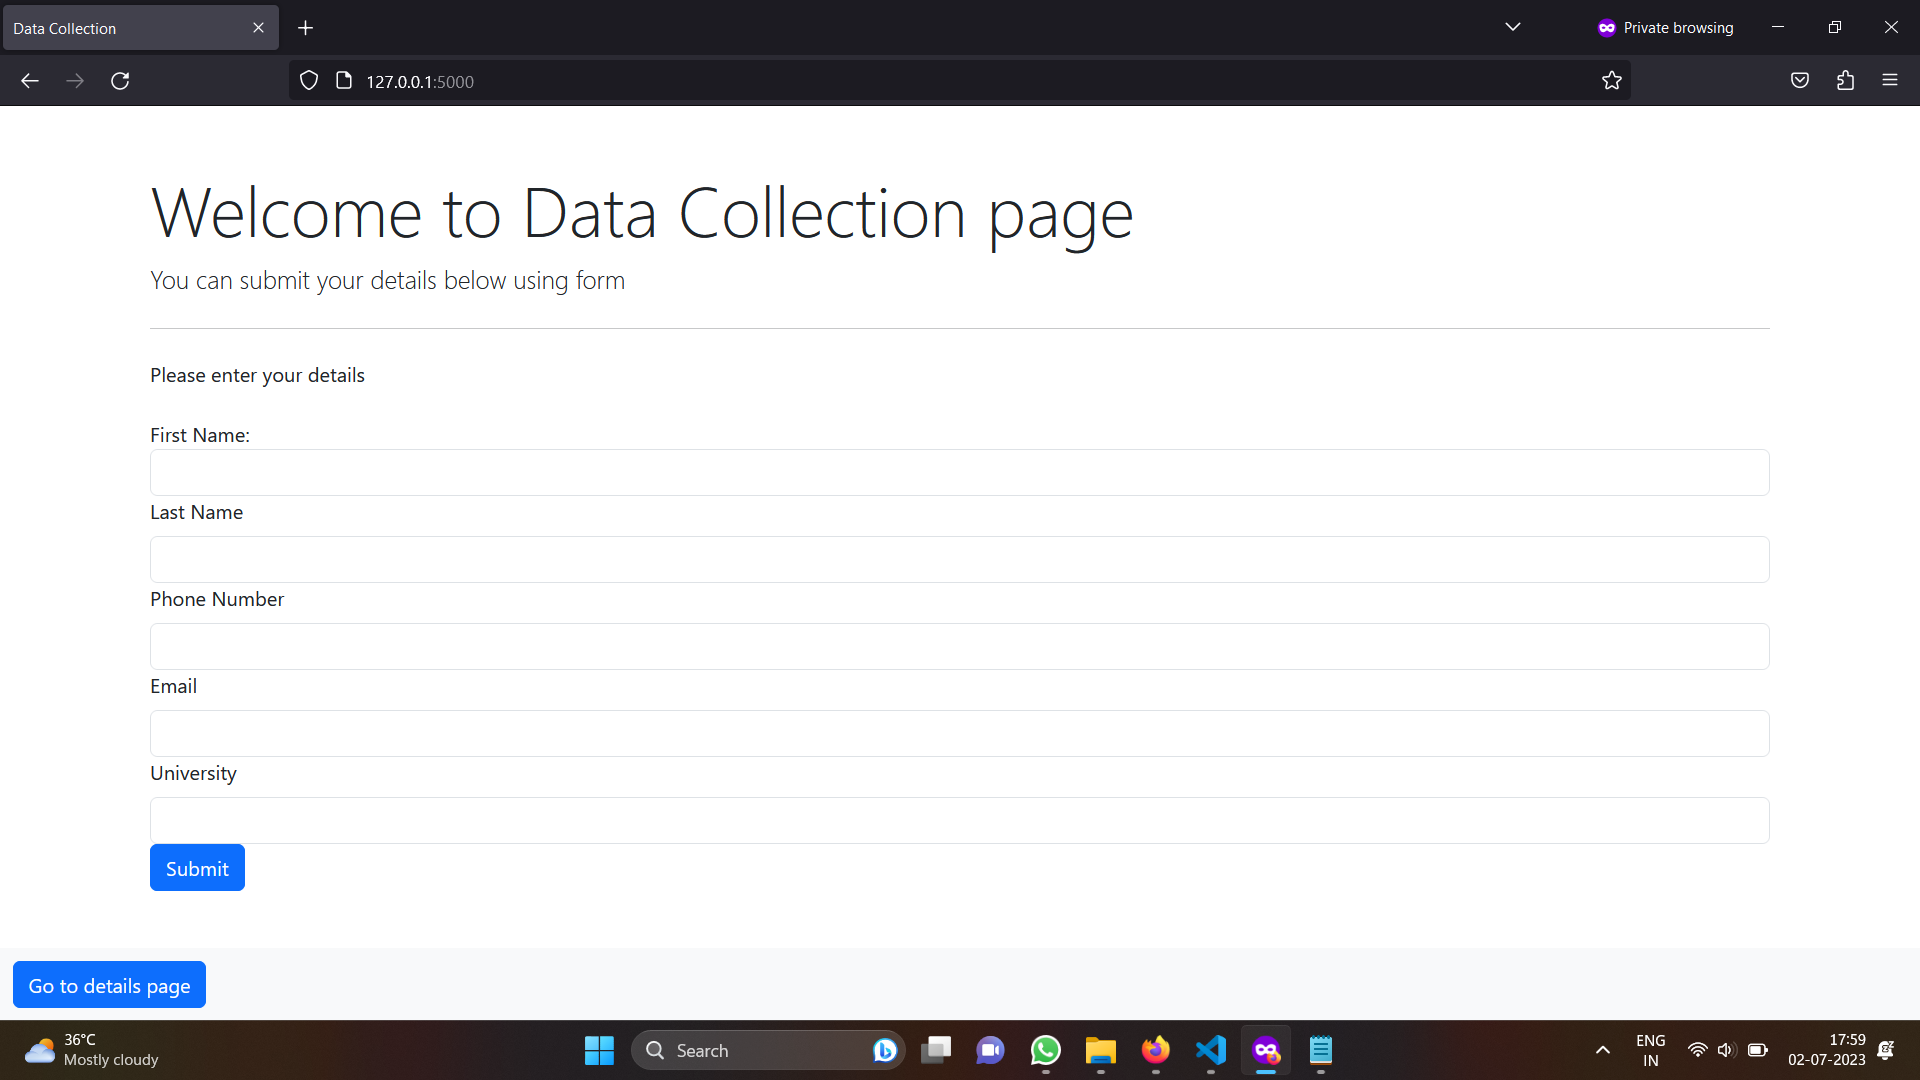 Data Collection
Private browsing
127.0.0.1:5000
Welcome to Data Collection page
You can submit your details below using form
Please enter your details
First Name:
Last Name
Phone Number
Email
University
Submit
Go to details page
36°C
Mostly cloudy
Search
ENG
IN
17:59
02-07-2023